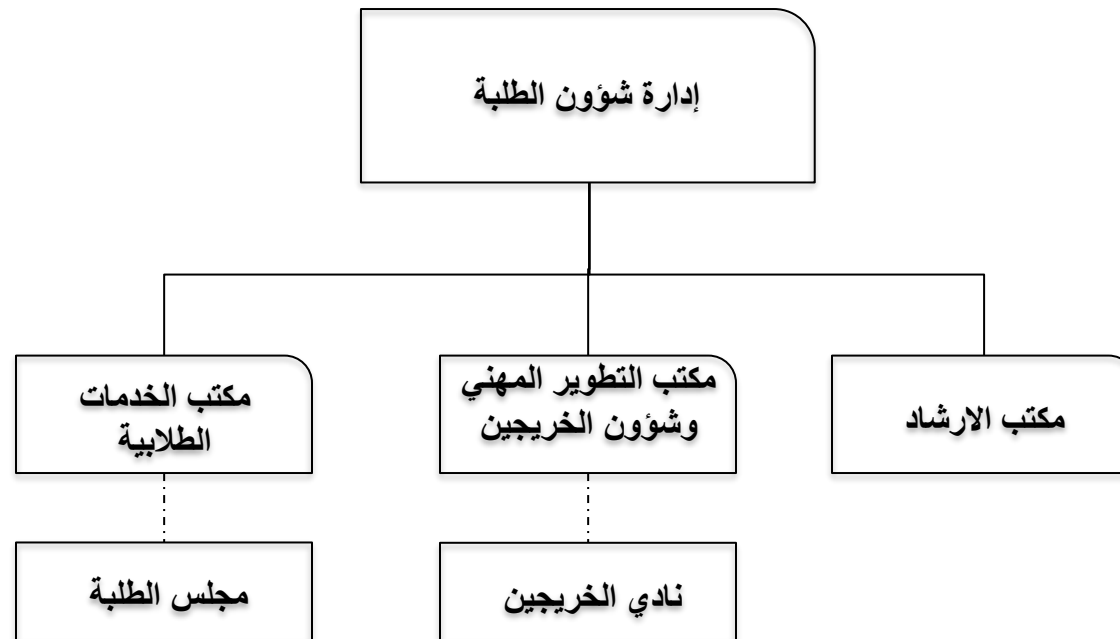 إدارة شؤون الطلبة
مكتب الارشاد
مكتب التطوير المهني
وشؤون الخريجين
مكتب الخدمات
الطلابية
نادي الخريجين
مجلس الطلبة